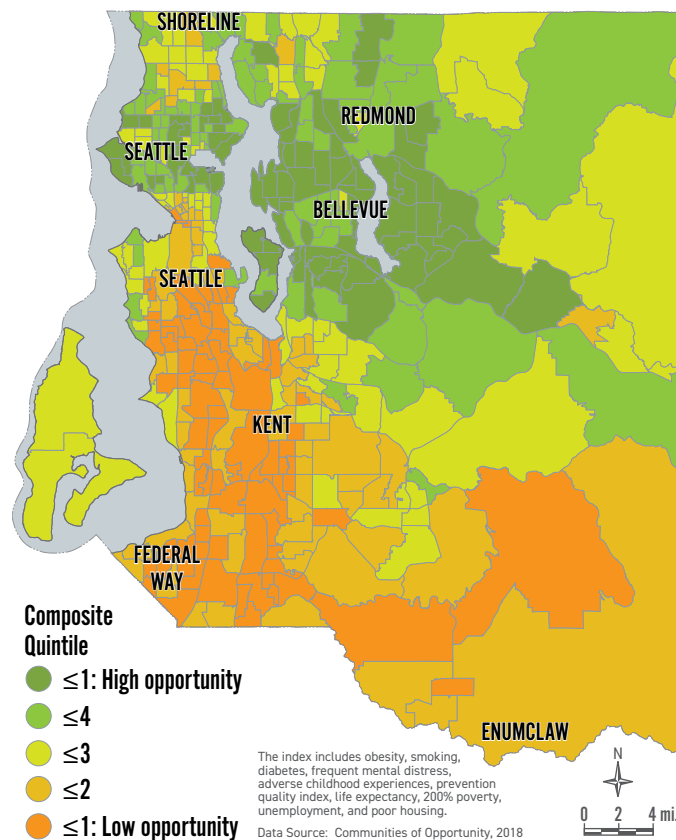 SHORELINE
REDMOND
SEATTLE
BELLEVUE
SEATTLE
KENT
FEDERAL
WAY
ENUMCLAW
Composite
Quintile
≤1: High opportunity
≤4
≤3
≤2
≤1: Low opportunity
The index includes obesity, smoking,
diabetes, frequent mental distress,
adverse childhood experiences, prevention
quality index, life expectancy, 200% poverty,
unemployment, and poor housing.
Data Source: Communities of Opportunity, 2018
N
0 2 4 mi.